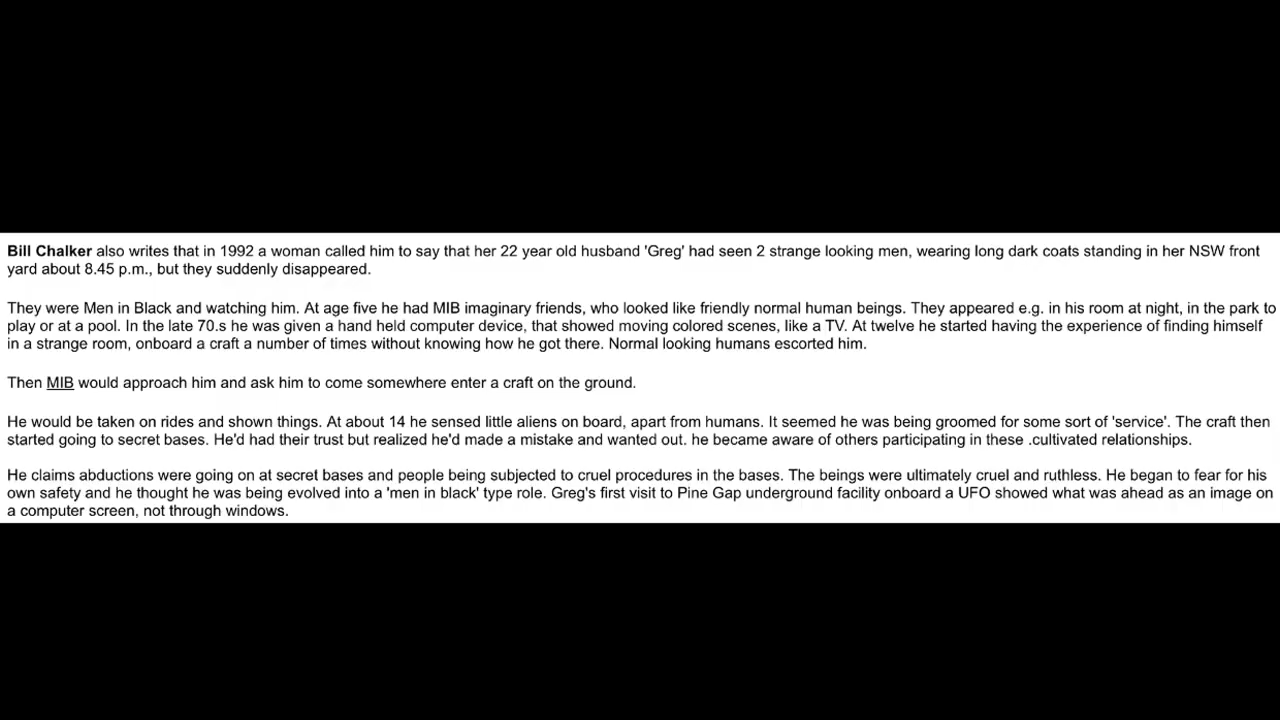 Bill Chalker also writes that in 1992 a woman called him to say that her 22 year old husband 'Greg' had seen 2 strange looking men, wearing long dark coats standing in her NSW front
yard about 8.45 p.m., but they suddenly disappeared.
They were Men in Black and watching him. At age five he had MIB imaginary friends, who looked like friendly normal human beings. They appeared e.g. in his room at night, in the park to
play or at a pool. In the late 70.s he was given a hand held computer device, that showed moving colored scenes, like a TV. At twelve he started having the experience of finding himself
in a strange room, onboard a craft a number of times without knowing how he got there. Normal looking humans escorted him.
Then MIB would approach him and ask him to come somewhere enter a craft on the ground.
He would be taken on rides and shown things. At about 14 he sensed little aliens on board, apart from humans. It seemed he was being groomed for some sort of 'service'. The craft then
started going to secret bases. He'd had their trust but realized he'd made a mistake and wanted out. he became aware of others participating in these .cultivated relationships.
He claims abductions were going on at secret bases and people being subjected to cruel procedures in the bases. The beings were ultimately cruel and ruthless. He began to fear for his
own safety and he thought he was being evolved into a 'men in black' type role. Greg's first visit to Pine Gap underground facility onboard a UFO showed what was ahead as an image on
a computer screen, not through windows.